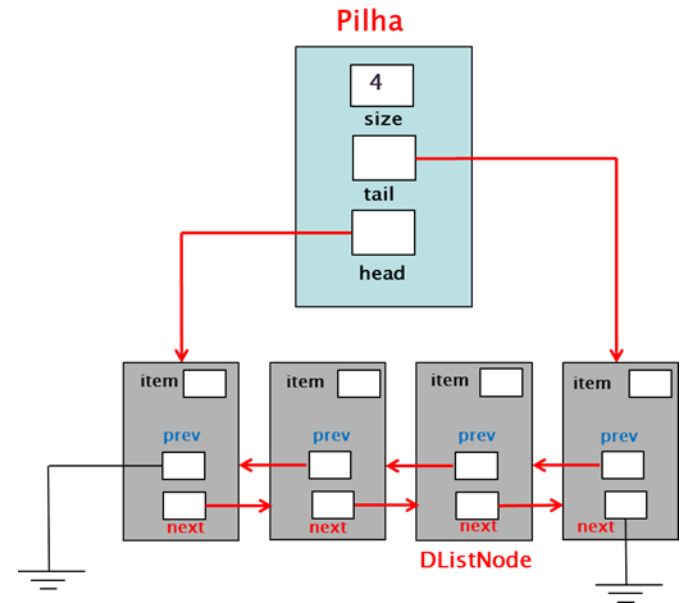 Pilha
4
size
tail
head
item
item
item
item
prev
prev
prev
prev
next
next
next
next
DListNode